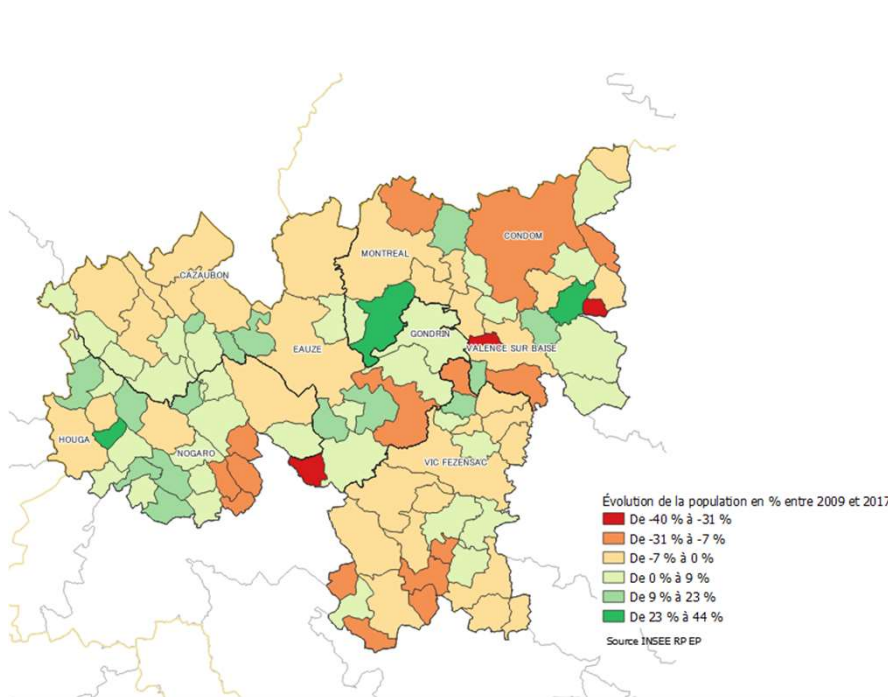 CONDOM
MONTREAL
CAZAUBON
GONDRIN
EAUZE
VALENCE SUR BAISE
HOUGA
NOGARO
VIC FEZENSAC
Évolution de la population en % entre 2009 et 2017
De -40 % à -31 %
De -31 % à -7 %
De -7 % à 0 %
De 0 % à 9 %
De 9 % à 23 %
De 23 % à 44 %
Source INSEE RP EP